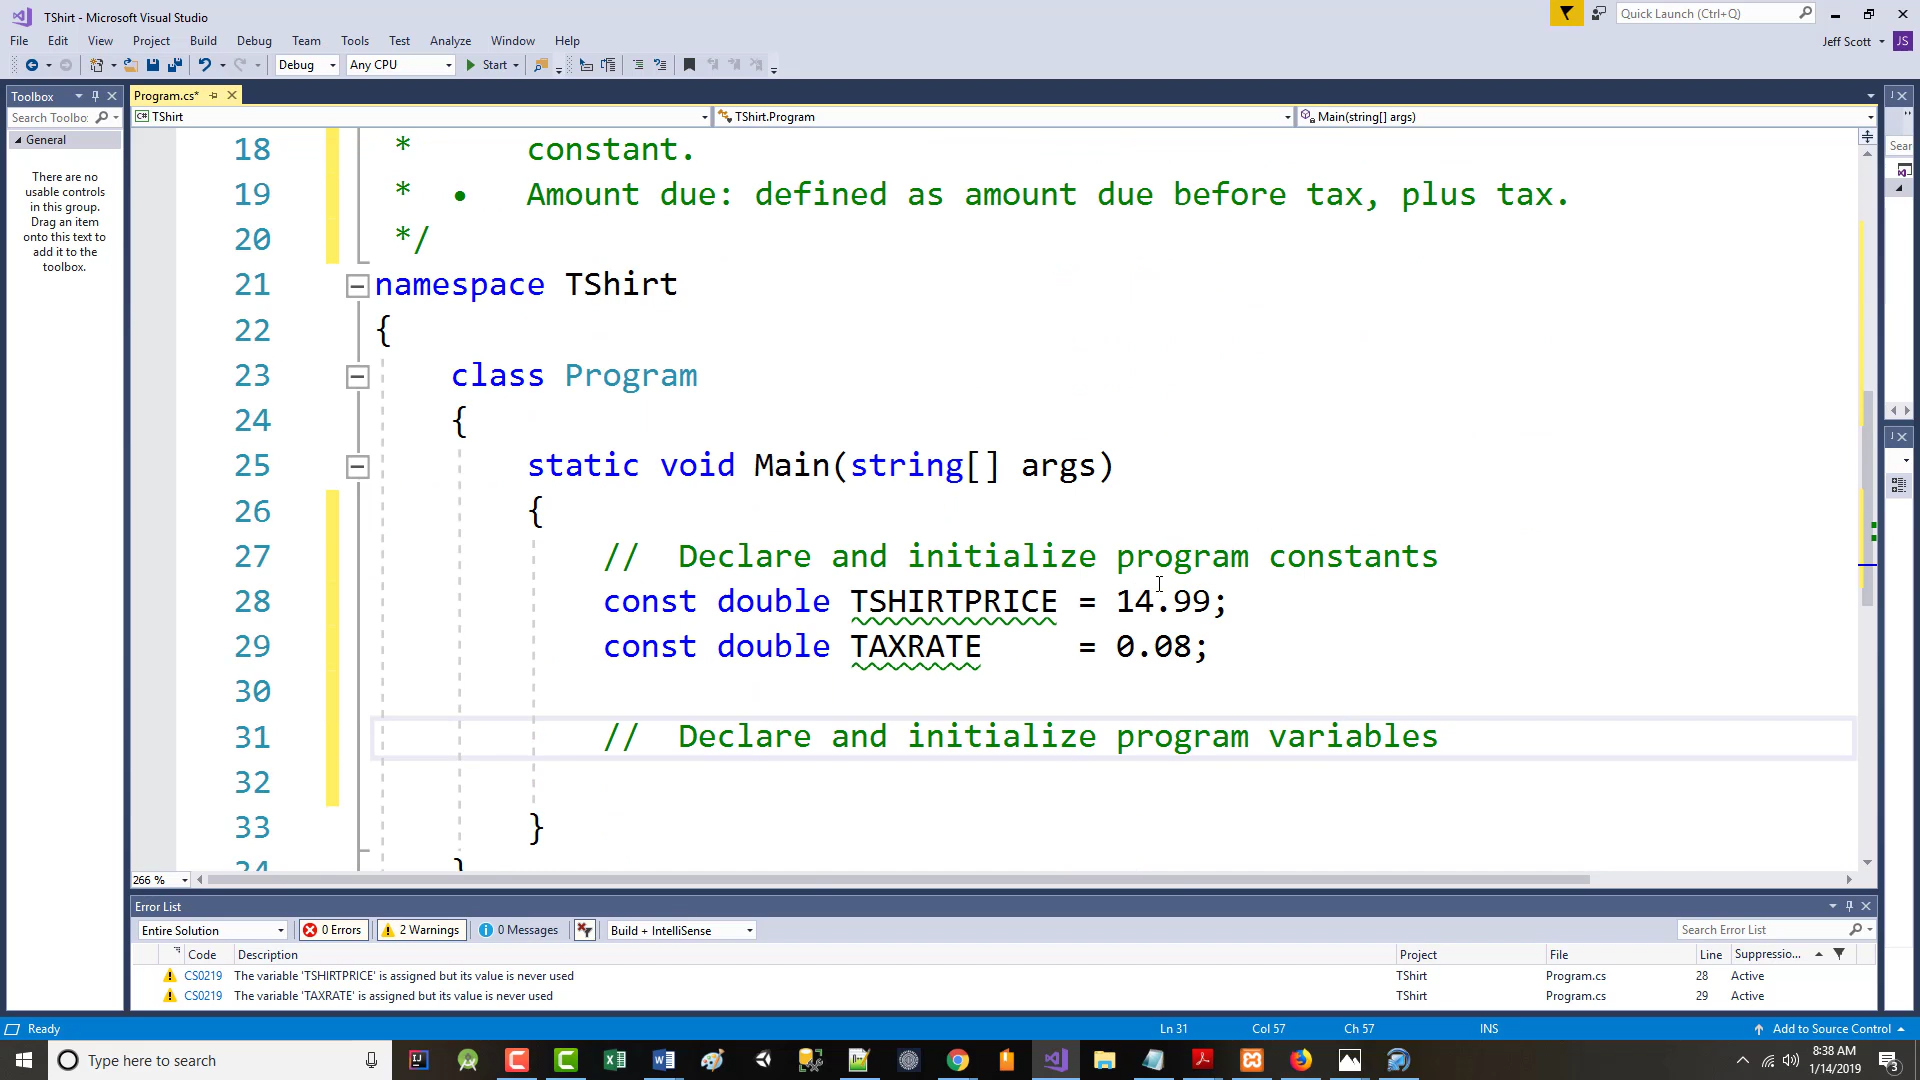 TShirt - Microsoft Visual Studio
Quick Launch (Ctrl+Q)
File Edit View Project Build Debug Team Tools Test Analyze Window Help
Jeff Scott JS
Debug Any CPU Start
Toolbox
Program.cs*
Search Toolbo
TShirt
TShirt.Program
Main(string[] args)
General
There are no
usable controls
in this group.
Drag an item
onto this text to
add it to the
toolbox.
Sear
18 * constant.
19 * • Amount due: defined as amount due before tax, plus tax.
20 */
21 namespace TShirt
22 {
23 class Program
24 {
25 static void Main(string[] args)
26 {
27 // Declare and initialize program constants
28 const double TSHIRTPRICE = 14.99;
29 const double TAXRATE = 0.08;
30
31 // Declare and initialize program variables
32
33 }
34 }
266 %
Error List
Entire Solution 0 Errors 2 Warnings 0 Messages Build + IntelliSense Search Error List
Code Description Project File Line Suppressio...
CS0219 The variable 'TSHIRTPRICE' is assigned but its value is never used TShirt Program.cs 28 Active
CS0219 The variable 'TAXRATE' is assigned but its value is never used TShirt Program.cs 29 Active
Ready Ln 31 Col 57 Ch 57 INS Add to Source Control
Type here to search
8:38 AM
1/14/2019
3